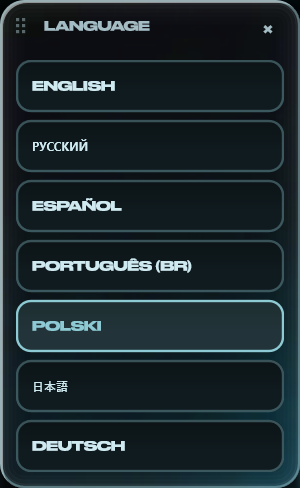 LANGUAGE
ENGLISH
РУССКИЙ
ESPAÑOL
PORTUGUÊS (BR)
POLSKI
日本語
DEUTSCH